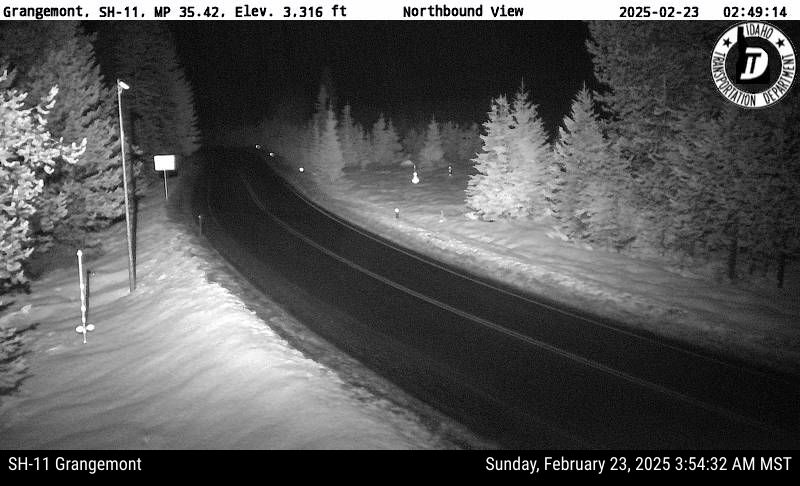 Grangemont, SH-11, MP 35.42, Elev. 3,316 ft Northbound View 2025-02-23 02:49:14
IDAHO
TRANSPORTATION DEPARTMENT
SH-11 Grangemont Sunday, February 23, 2025 3:54:32 AM MST